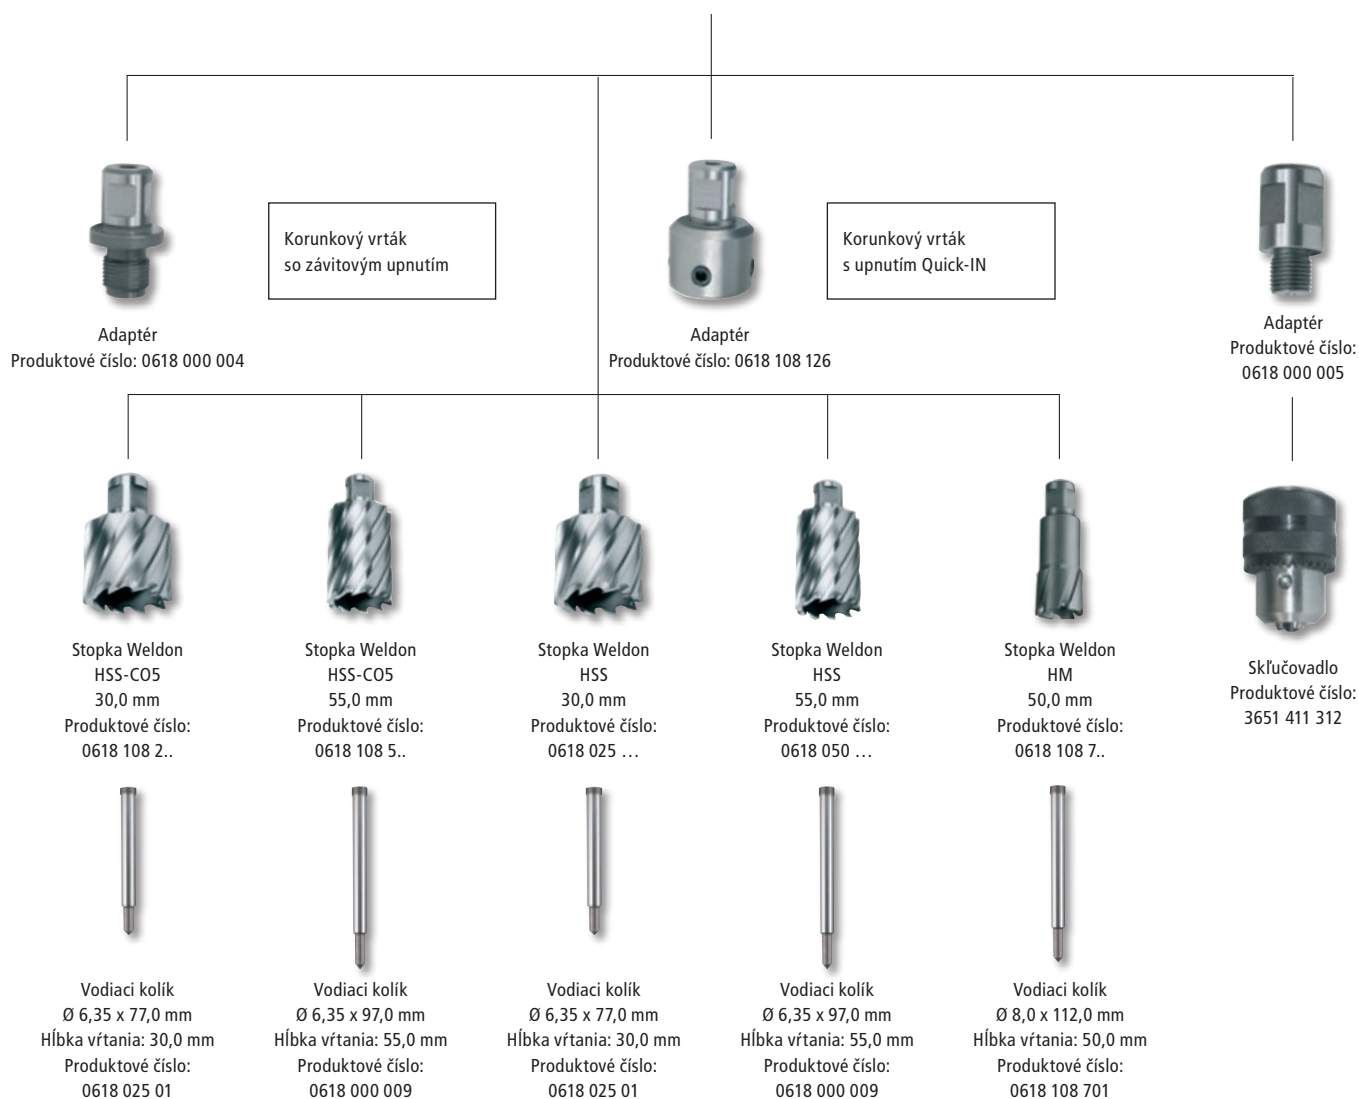 Korunkový vrták
so závitovým upnutím
Korunkový vrták
s upnutím Quick-IN
Adaptér
Produktové číslo: 0618 000 004
Adaptér
Produktové číslo: 0618 108 126
Adaptér
Produktové číslo:
0618 000 005
Stopka Weldon
HSS-CO5
30,0 mm
Produktové číslo:
0618 108 2..
Stopka Weldon
HSS-CO5
55,0 mm
Produktové číslo:
0618 108 5..
Stopka Weldon
HSS
30,0 mm
Produktové číslo:
0618 025 …
Stopka Weldon
HSS
55,0 mm
Produktové číslo:
0618 050 …
Stopka Weldon
HM
50,0 mm
Produktové číslo:
0618 108 7..
Skľučovadlo
Produktové číslo:
3651 411 312
Vodiaci kolík
Ø 6,35 x 77,0 mm
Hĺbka vŕtania: 30,0 mm
Produktové číslo:
0618 025 01
Vodiaci kolík
Ø 6,35 x 97,0 mm
Hĺbka vŕtania: 55,0 mm
Produktové číslo:
0618 000 009
Vodiaci kolík
Ø 6,35 x 77,0 mm
Hĺbka vŕtania: 30,0 mm
Produktové číslo:
0618 025 01
Vodiaci kolík
Ø 6,35 x 97,0 mm
Hĺbka vŕtania: 55,0 mm
Produktové číslo:
0618 000 009
Vodiaci kolík
Ø 8,0 x 112,0 mm
Hĺbka vŕtania: 50,0 mm
Produktové číslo:
0618 108 701